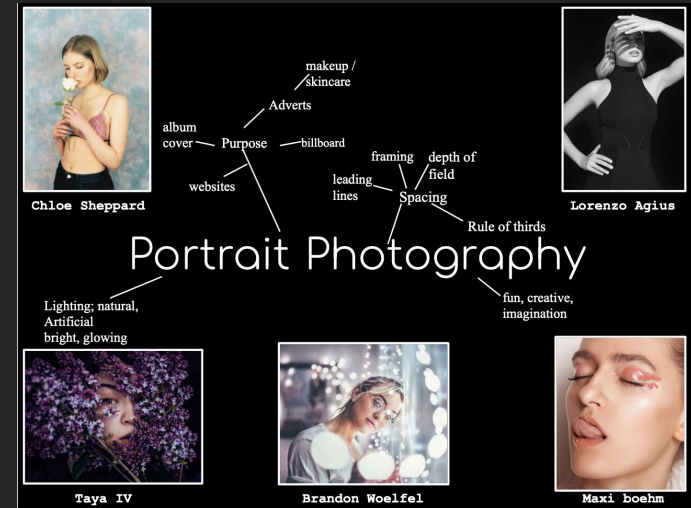 makeup /
skincare
Adverts
album
cover
Purpose
billboard
websites
framing
depth of
field
leading
lines
Spacing
Rule of thirds
Chloe Sheppard
Lorenzo Agius
Portrait Photography
Lighting; natural,
Artificial
bright, glowing
fun, creative,
imagination
Taya IV
Brandon Woelfel
Maxi boehm